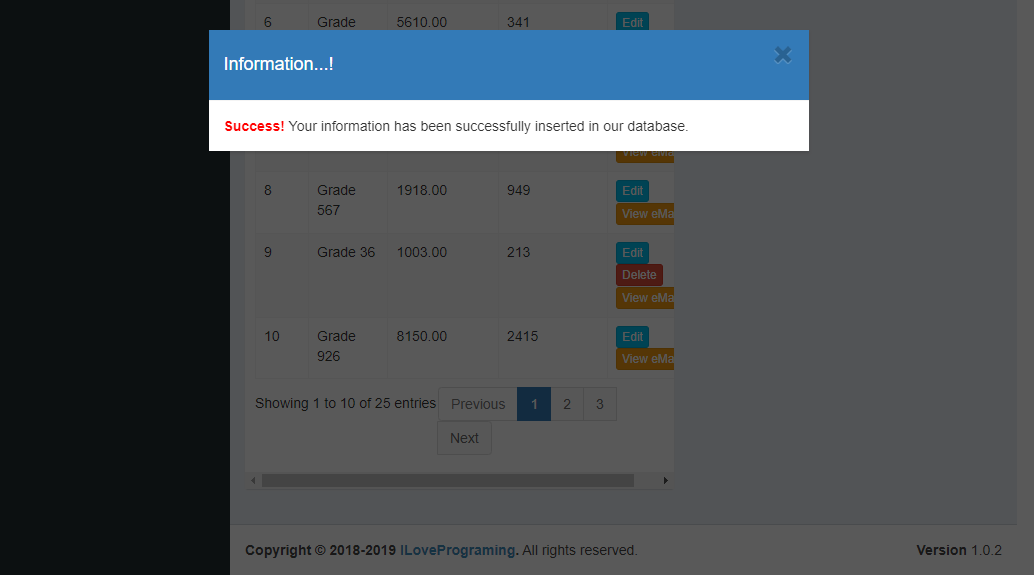 6 Grade 5610.00 341 Edit
Information...!
Success! Your information has been successfully inserted in our database.
View eMa
8 Grade 1918.00 949 Edit
567 View eMa
9 Grade 36 1003.00 213 Edit
Delete
View eMa
10 Grade 8150.00 2415 Edit
926 View eMa
Showing 1 to 10 of 25 entries Previous 1 2 3
Next
Copyright © 2018-2019 ILovePrograming. All rights reserved. Version 1.0.2